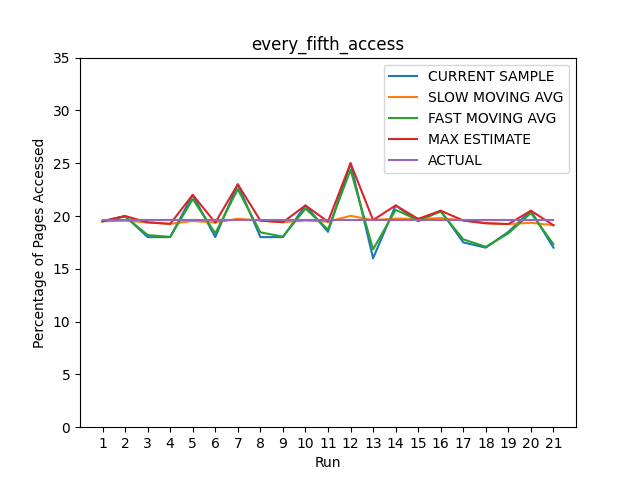 every_fifth_access
35
30
25
20
15
10
5
0
Percentage of Pages Accessed
CURRENT SAMPLE
SLOW MOVING AVG
FAST MOVING AVG
MAX ESTIMATE
ACTUAL
1 2 3 4 5 6 7 8 9 10 11 12 13 14 15 16 17 18 19 20 21
Run